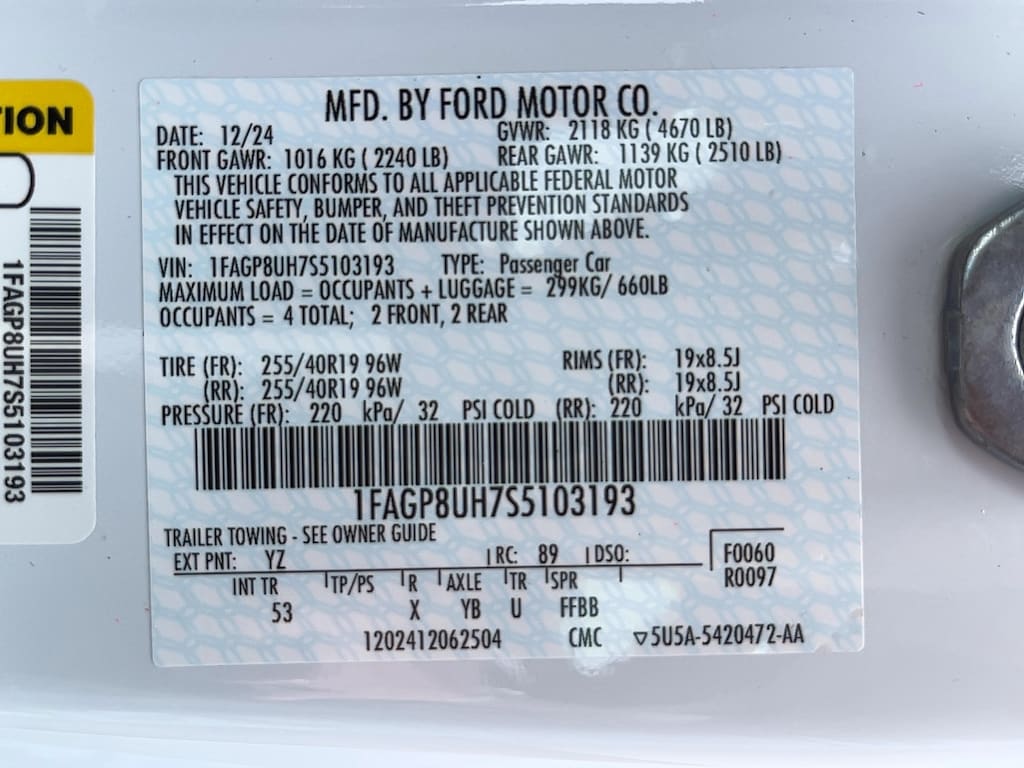 TION
1FAGP8UH7S5103193
MFD. BY FORD MOTOR CO.
DATE: 12/24 GVWR: 2118 KG ( 4670 LB)
FRONT GAWR: 1016 KG ( 2240 LB) REAR GAWR: 1139 KG ( 2510 LB)
THIS VEHICLE CONFORMS TO ALL APPLICABLE FEDERAL MOTOR
VEHICLE SAFETY, BUMPER, AND THEFT PREVENTION STANDARDS
IN EFFECT ON THE DATE OF MANUFACTURE SHOWN ABOVE.
VIN: 1FAGP8UH7S5103193 TYPE: Passenger Car
MAXIMUM LOAD = OCCUPANTS + LUGGAGE = 299KG/ 660LB
OCCUPANTS = 4 TOTAL; 2 FRONT, 2 REAR
TIRE (FR): 255/40R19 96W RIMS (FR): 19x8.5J
(RR): 255/40R19 96W (RR): 19x8.5J
PRESSURE (FR): 220 kPa/ 32 PSI COLD (RR): 220 kPa/ 32 PSI COLD
1FAGP8UH7S5103193
TRAILER TOWING - SEE OWNER GUIDE
EXT PNT: YZ RC: 89 DSO: F0060
INT TR TP/PS R AXLE TR SPR R0097
53 X YB U FFBB
1202412062504 CMC ▽5U5A-5420472-AA